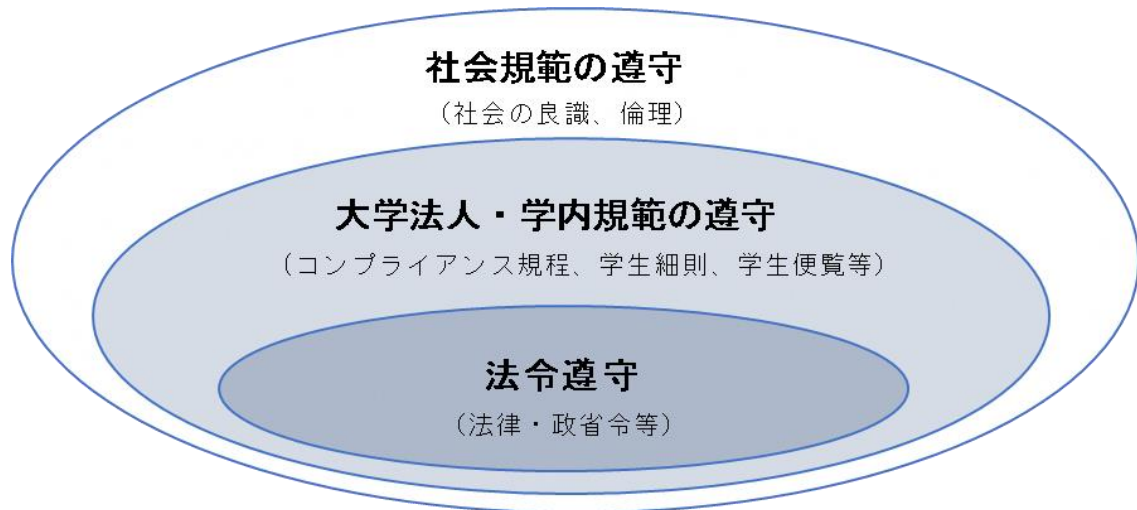 社会規範の遵守
（社会の良識、倫理）
大学法人・学内規範の遵守
（コンプライアンス規程、学生細則、学生便覧等）
法令遵守
（法律・政省令等）